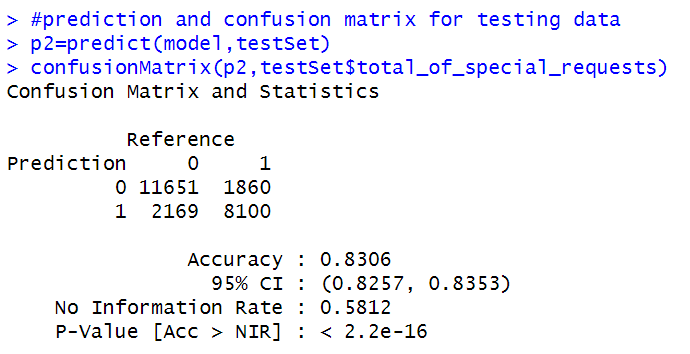 > #prediction and confusion matrix for testing data
> p2=predict(model,testSet)
> confusionMatrix(p2,testSet$total_of_special_requests)
Confusion Matrix and Statistics
Reference
Prediction 0 1
0 11651 1860
1 2169 8100
Accuracy : 0.8306
95% CI : (0.8257, 0.8353)
No Information Rate : 0.5812
P-Value [Acc > NIR] : < 2.2e-16